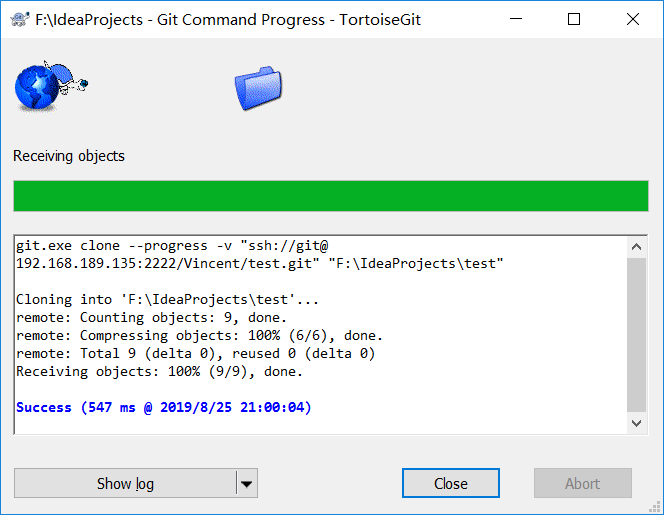 F:\IdeaProjects - Git Command Progress - TortoiseGit
Receiving objects
git.exe clone --progress -v "ssh://git@
192.168.189.135:2222/Vincent/test.git" "F:\IdeaProjects\test"
Cloning into 'F:\IdeaProjects\test'...
remote: Counting objects: 9, done.
remote: Compressing objects: 100% (6/6), done.
remote: Total 9 (delta 0), reused 0 (delta 0)
Receiving objects: 100% (9/9), done.
Success (547 ms @ 2019/8/25 21:00:04)
Show log
Close
Abort